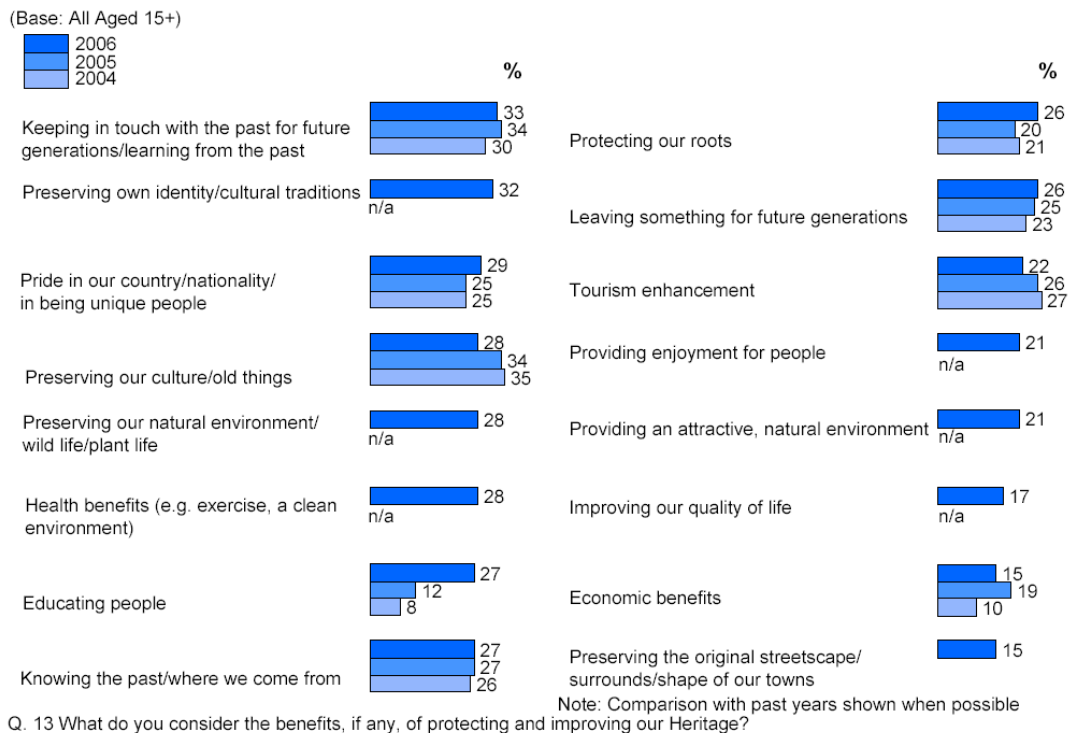 (Base: All Aged 15+)
2006
2005
2004
%
Keeping in touch with the past for future
generations/learning from the past
33
34
30
Preserving own identity/cultural traditions
32
n/a
Pride in our country/nationality/
in being unique people
29
25
25
Preserving our culture/old things
28
34
35
Preserving our natural environment/
wild life/plant life
28
n/a
Health benefits (e.g. exercise, a clean
environment)
28
n/a
Educating people
27
12
8
Knowing the past/where we come from
27
27
26
%
Protecting our roots
26
20
21
Leaving something for future generations
26
25
23
Tourism enhancement
22
26
27
Providing enjoyment for people
21
n/a
Providing an attractive, natural environment
21
n/a
Improving our quality of life
17
n/a
Economic benefits
15
19
10
Preserving the original streetscape/
surrounds/shape of our towns
15
Note: Comparison with past years shown when possible
Q. 13 What do you consider the benefits, if any, of protecting and improving our Heritage?